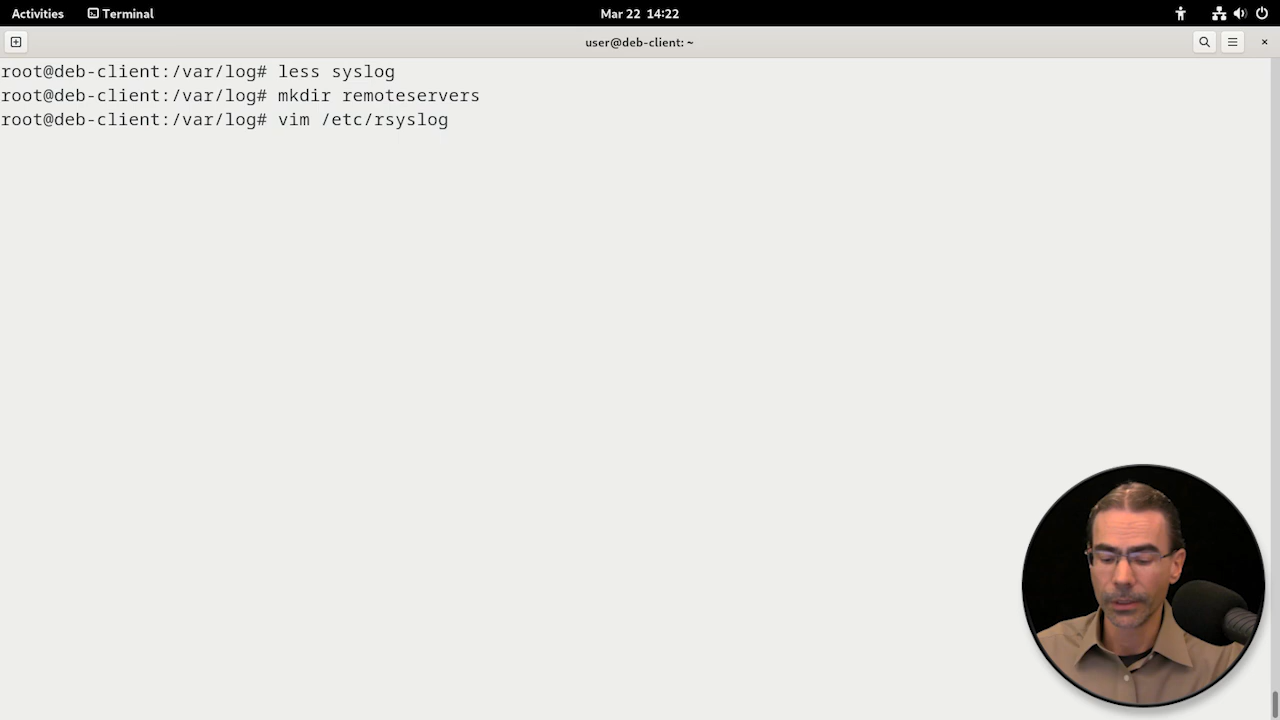 Activities
Terminal
Mar 22 14:22
user@deb-client: ~
root@deb-client:/var/log# less syslog
root@deb-client:/var/log# mkdir remoteservers
root@deb-client:/var/log# vim /etc/rsyslog